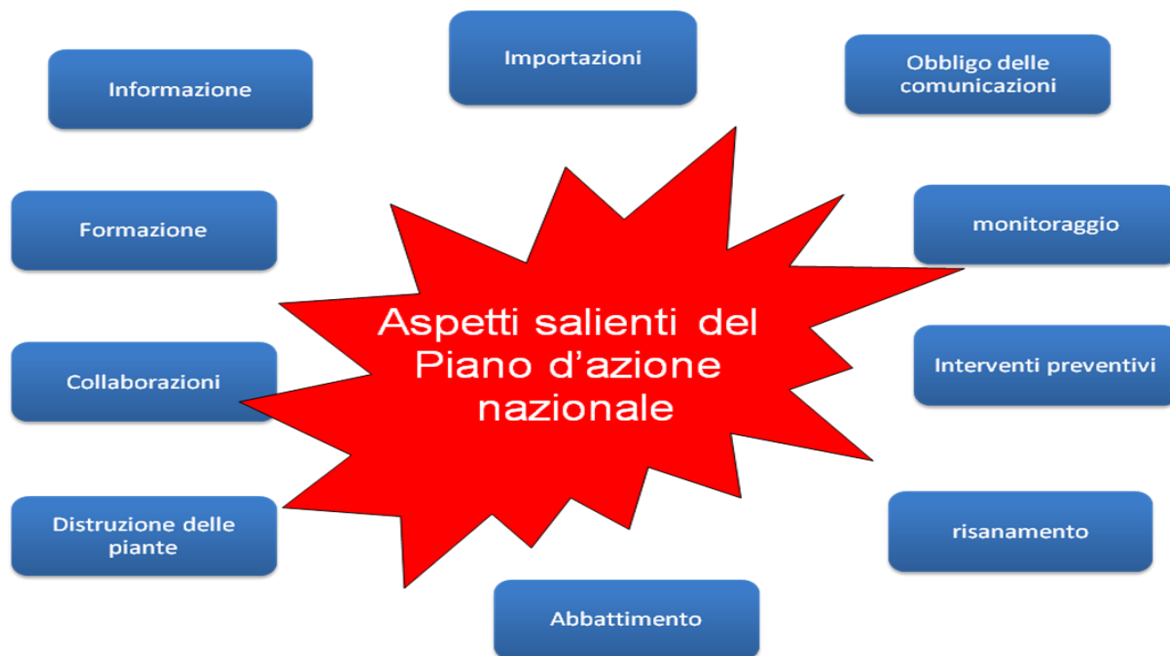 Importazioni
Obbligo delle
comunicazioni
Informazione
Formazione
monitoraggio
Aspetti salienti del
Piano d’azione
nazionale
Collaborazioni
Interventi preventivi
Distruzione delle
piante
risanamento
Abbattimento